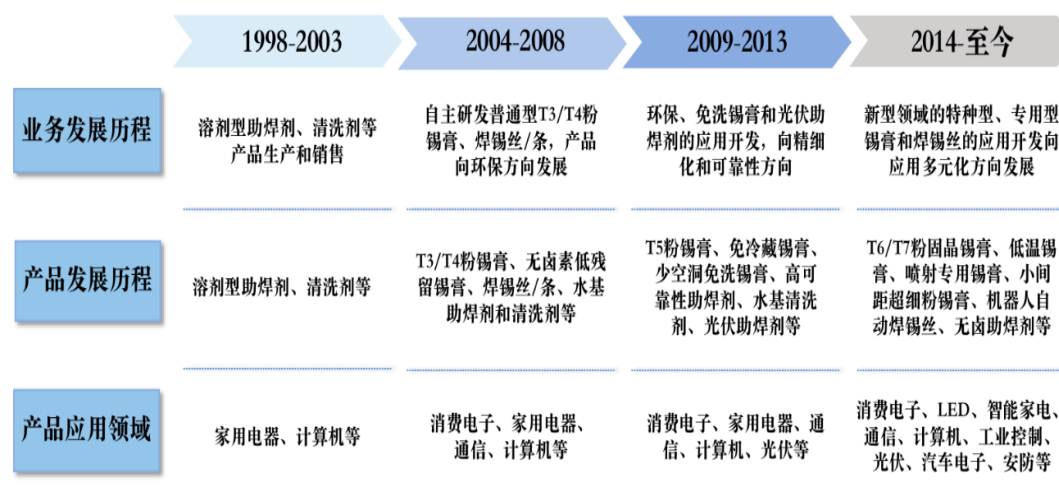 1998-2003
2004-2008
2009-2013
2014-至今
业务发展历程
溶剂型助焊剂、清洗剂等
产品生产和销售
自主研发普通型T3/T4粉
锡膏、焊锡丝/条，产品
向环保方向发展
环保、免洗锡膏和光伏助
焊剂的应用开发，向精细
化和可靠性方向
新型领域的特种型、专用型
锡膏和焊锡丝的应用开发向
应用多元化方向发展
产品发展历程
溶剂型助焊剂、清洗剂等
T3/T4粉锡膏、无卤素低残
留锡膏、焊锡丝/条、水基
助焊剂和清洗剂等
T5粉锡膏、免冷藏锡膏、
少空洞免洗锡膏、高可
靠性助焊剂、水基清洗
剂、光伏助焊剂等
T6/T7粉固晶锡膏、低温锡
膏、喷射专用锡膏、小间
距超细粉锡膏、机器人自
动焊锡丝、无卤助焊剂等
产品应用领域
家用电器、计算机等
消费电子、家用电器、
通信、计算机等
消费电子、家用电器、通
信、计算机、光伏等
消费电子、LED、智能家电、
通信、计算机、工业控制、
光伏、汽车电子、安防等